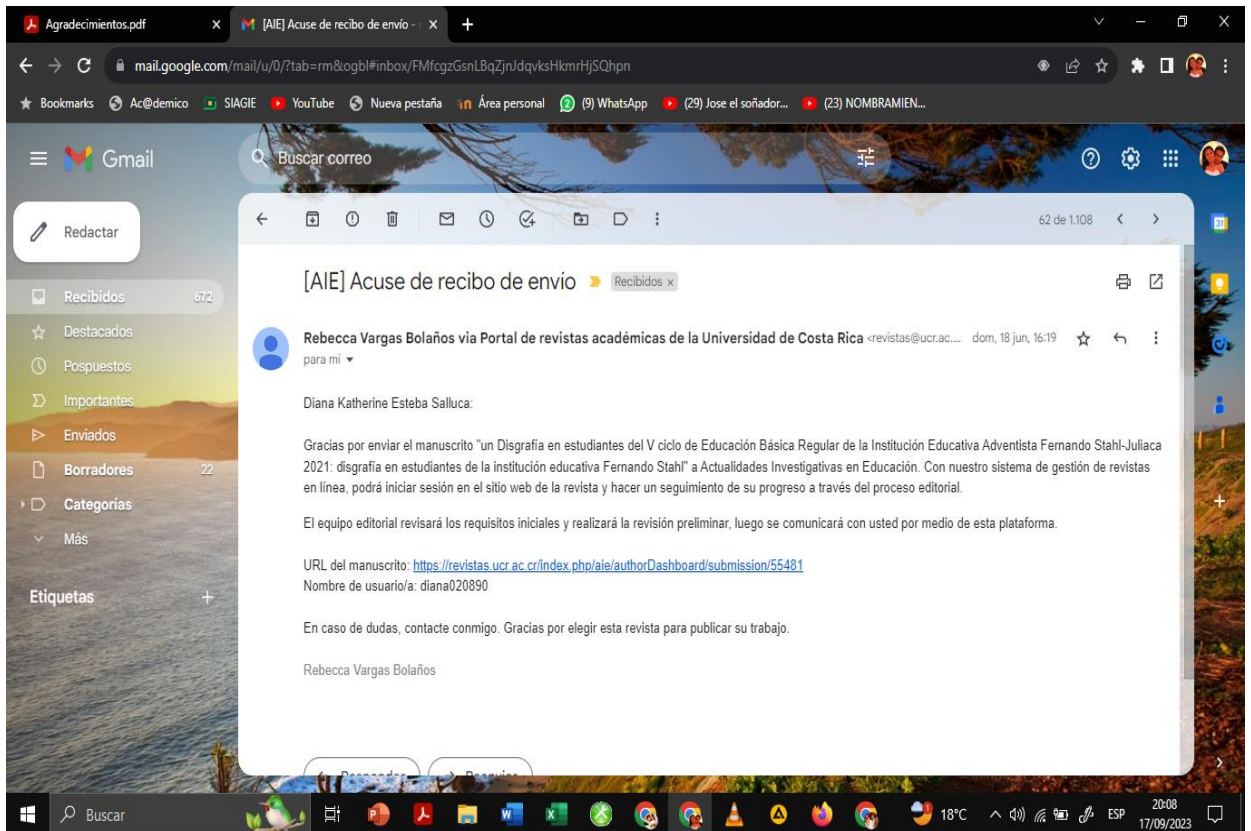 Agradecimientos.pdf
[AIE] Acuse de recibo de envío -
mail.google.com/mail/u/0/?tab=rm&ogbl#inbox/FMfcgzGsnLBqZjnJdqvksHkmrHjSQhpn
Bookmarks Ac@demico SIAGIE YouTube Nueva pestaña Área personal (9) WhatsApp (29) Jose el soñador... (23) NOMBRAMIEN...
Gmail
Buscar correo
Redactar
62 de 1.108
Recibidos 672
Destacados
Pospuestos
Importantes
Enviados
Borradores 22
Categorías
Más
Etiquetas
[AIE] Acuse de recibo de envío Recibidos x
Rebecca Vargas Bolaños via Portal de revistas académicas de la Universidad de Costa Rica <revistas@ucr.ac.... dom, 18 jun, 16:19
para mí
Diana Katherine Esteba Salluca:
Gracias por enviar el manuscrito "un Disgrafía en estudiantes del V ciclo de Educación Básica Regular de la Institución Educativa Adventista Fernando Stahl-Juliaca
2021: disgrafía en estudiantes de la institución educativa Fernando Stahl" a Actualidades Investigativas en Educación. Con nuestro sistema de gestión de revistas
en línea, podrá iniciar sesión en el sitio web de la revista y hacer un seguimiento de su progreso a través del proceso editorial.
El equipo editorial revisará los requisitos iniciales y realizará la revisión preliminar, luego se comunicará con usted por medio de esta plataforma.
URL del manuscrito: https://revistas.ucr.ac.cr/index.php/aie/authorDashboard/submission/55481
Nombre de usuario/a: diana020890
En caso de dudas, contacte conmigo. Gracias por elegir esta revista para publicar su trabajo.
Rebecca Vargas Bolaños
Responder Reenviar
31
Buscar
18°C
ESP
20:08
17/09/2023